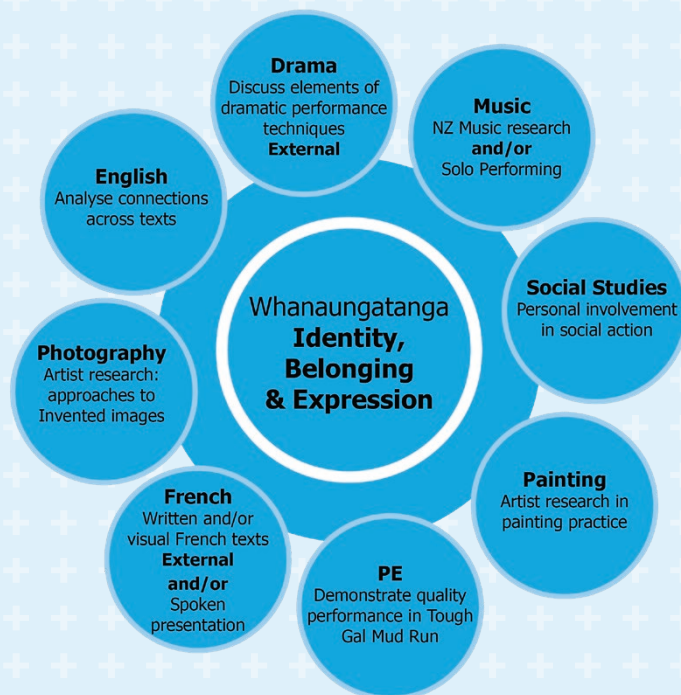 Drama
Discuss elements of
dramatic performance
techniques
External
Music
NZ Music research
and/or
Solo Performing
English
Analyse connections
across texts
Whanaungatanga
Identity,
Belonging
& Expression
Social Studies
Personal involvement
in social action
Photography
Artist research:
approaches to
Invented images
Painting
Artist research in
painting practice
French
Written and/or
visual French texts
External
and/or
Spoken
presentation
PE
Demonstrate quality
performance in Tough
Gal Mud Run